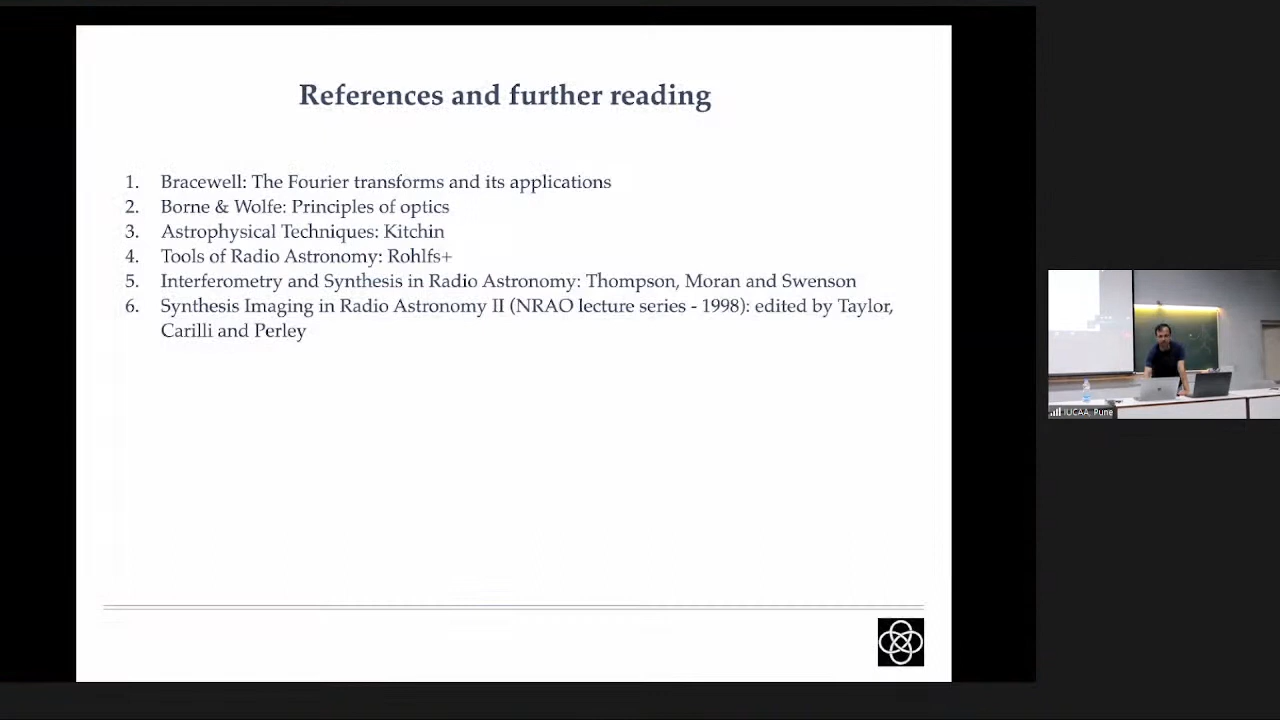 References and further reading
1. Bracewell: The Fourier transforms and its applications
2. Borne & Wolfe: Principles of optics
3. Astrophysical Techniques: Kitchin
4. Tools of Radio Astronomy: Rohlfs+
5. Interferometry and Synthesis in Radio Astronomy: Thompson, Moran and Swenson
6. Synthesis Imaging in Radio Astronomy II (NRAO lecture series - 1998): edited by Taylor,
Carilli and Perley
IUCAA, Pune